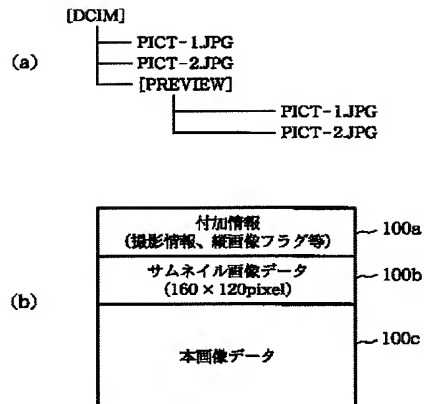 [DCIM]
(a)
PICT-1.JPG
PICT-2.JPG
[PREVIEW]
PICT-1.JPG
PICT-2.JPG
(b)
付加情報
(撮影情報、縦画像フラグ等)
100a
サムネイル画像データ
(160×120pixel)
100b
本画像データ
100c